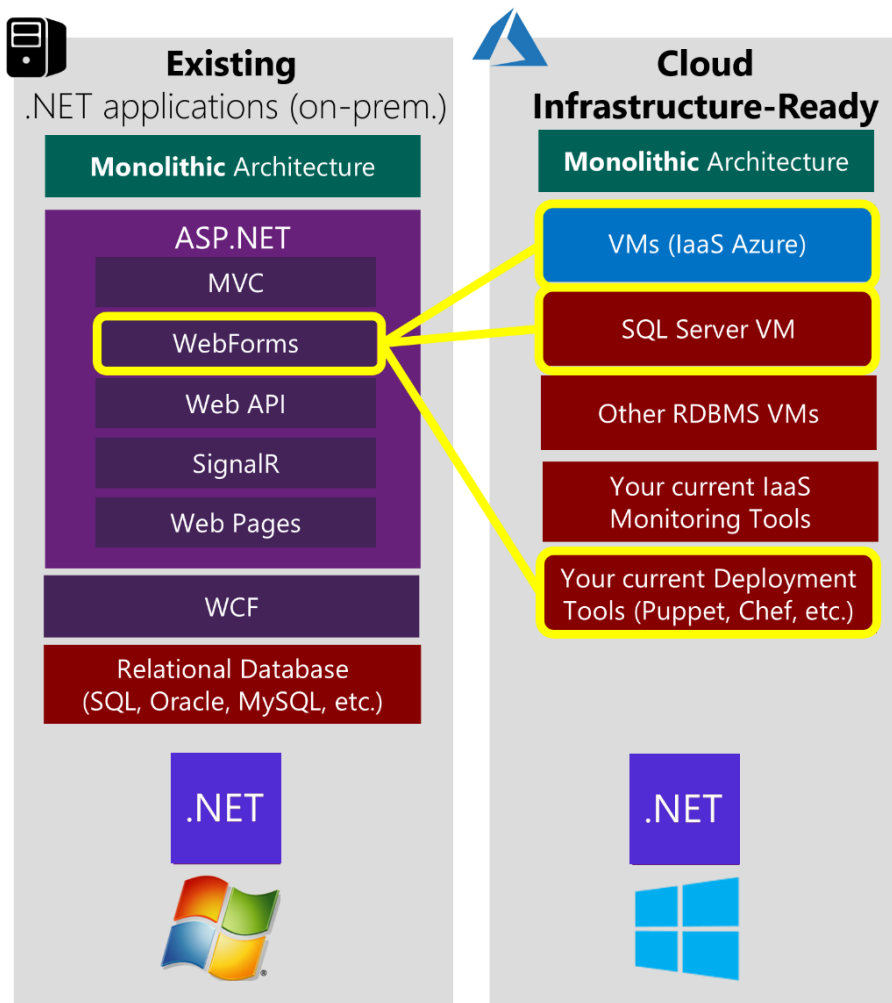 Existing
.NET applications (on-prem.)
Monolithic Architecture
ASP.NET
MVC
WebForms
Web API
SignalR
Web Pages
WCF
Relational Database
(SQL, Oracle, MySQL, etc.)
.NET
Cloud
Infrastructure-Ready
Monolithic Architecture
VMs (IaaS Azure)
SQL Server VM
Other RDBMS VMs
Your current IaaS
Monitoring Tools
Your current Deployment
Tools (Puppet, Chef, etc.)
.NET